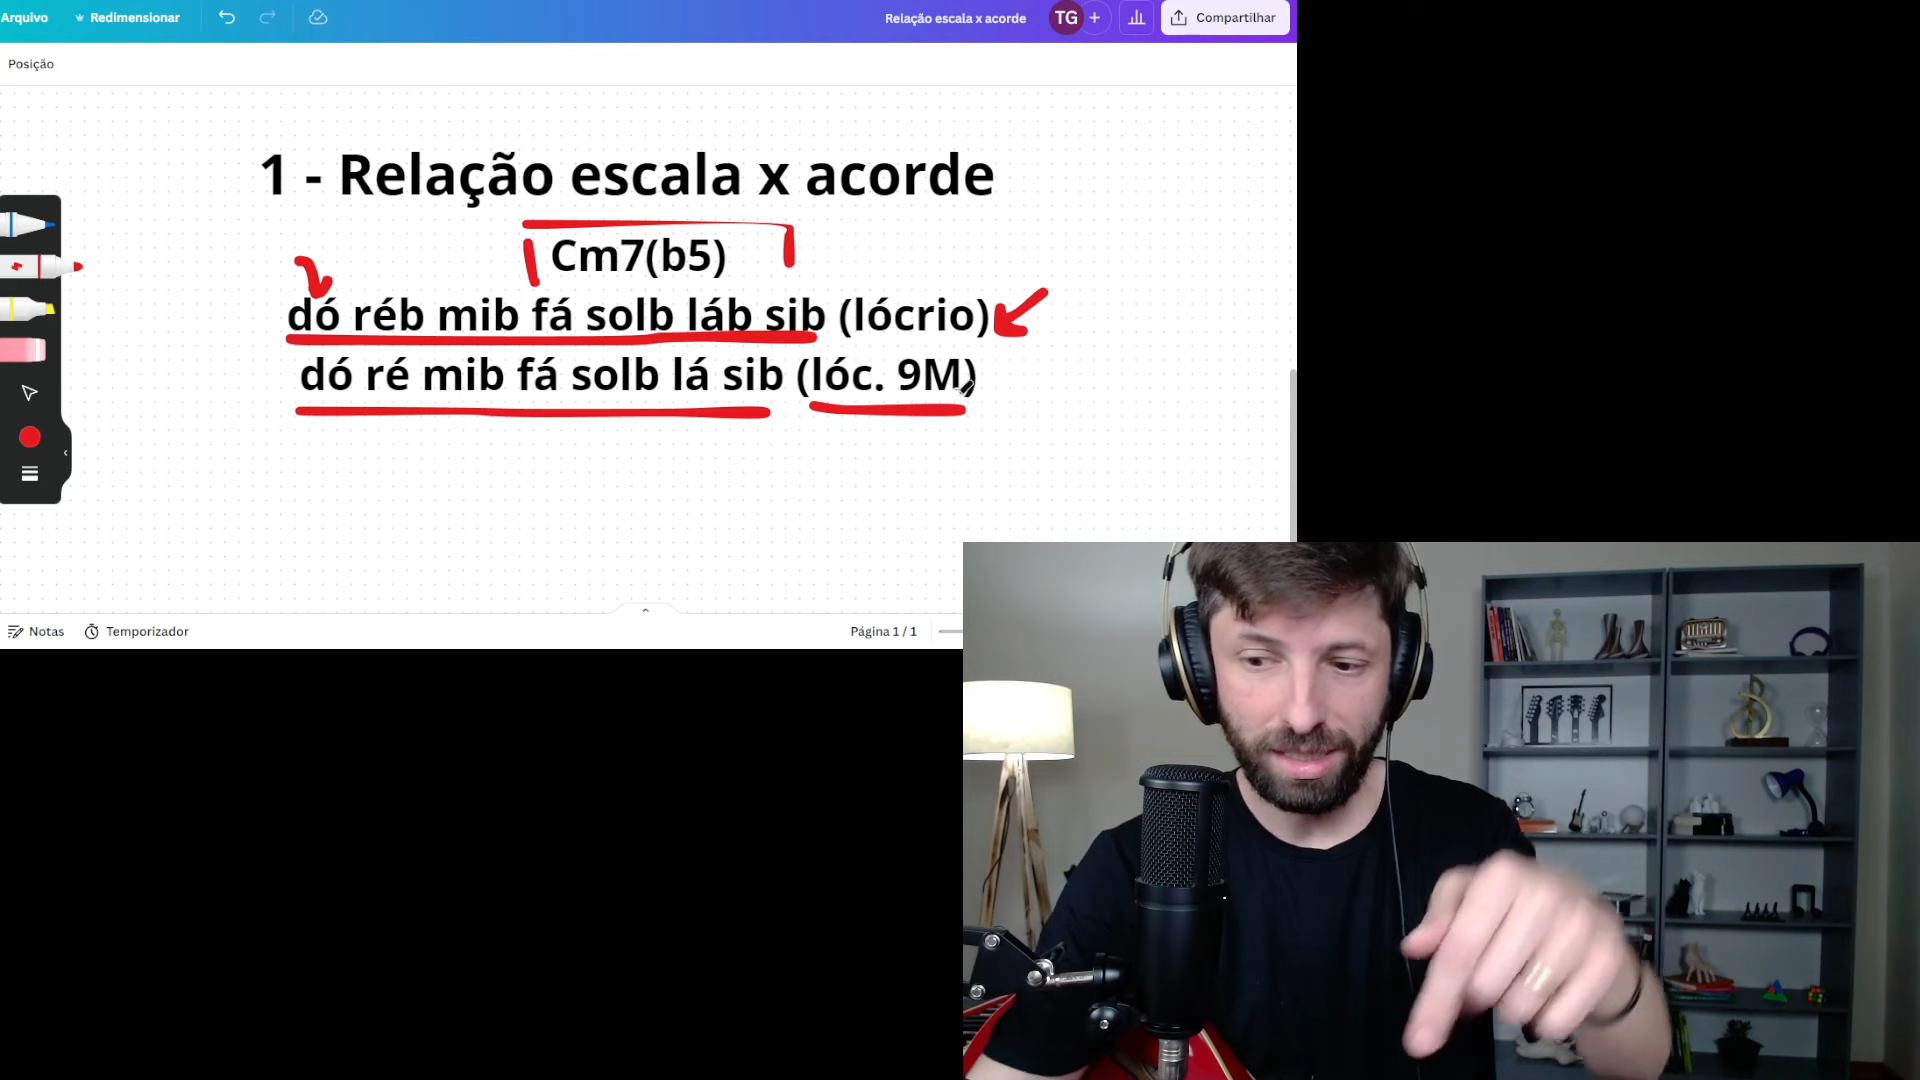 Arquivo Redimensionar Relação escala x acorde TG + Compartilhar
Posição
1 - Relação escala x acorde
Cm7(b5)
dó réb mib fá solb láb sib (lócrio)
dó ré mib fá solb lá sib (lóc. 9M)
Notas Temporizador Página 1 / 1